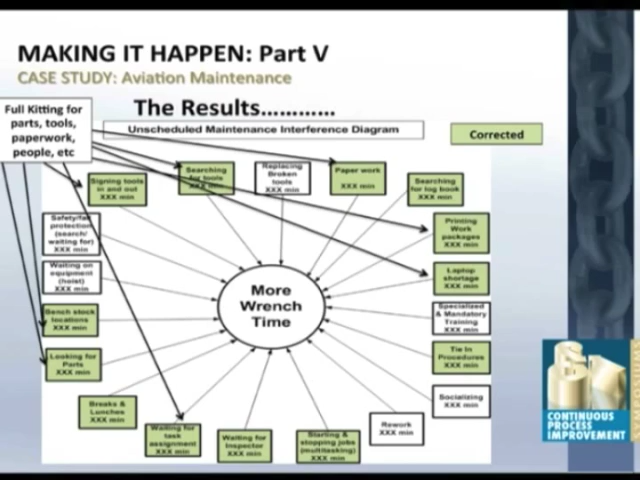 MAKING IT HAPPEN: Part V
CASE STUDY: Aviation Maintenance
Full Kitting for
parts, tools,
paperwork,
people, etc
The Results…………
Unscheduled Maintenance Interference Diagram
Corrected
Signing tools
in and out
XXX min
Searching
for tools
XXX min
Replacing
Broken
tools
XXX min
Paper work
XXX min
Searching
for log book
XXX min
Safety/fall
protection
(search/
waiting for)
XXX min
Printing
Work
packages
XXX min
Waiting on
equipment
(hoist)
XXX min
Laptop
shortage
XXX min
More
Wrench
Time
Bench stock
locations
XXX min
Specialized
& Mandatory
Training
XXX min
Looking for
Parts
XXX min
Tie In
Procedures
XXX min
Breaks &
Lunches
XXX min
Socializing
XXX min
Waiting for
task
assignment
XXX min
Waiting for
Inspector
XXX min
Starting &
stopping jobs
(multitasking)
XXX min
Rework
XXX min
CONTINUOUS
PROCESS
IMPROVEMENT